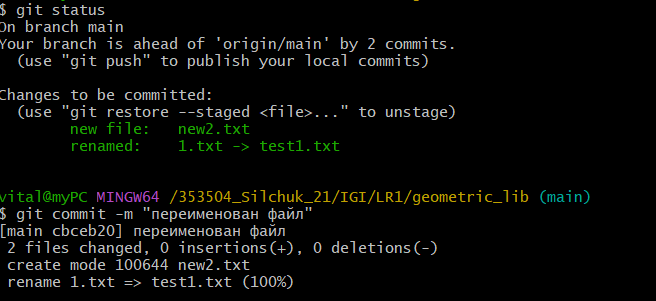 $ git status
On branch main
Your branch is ahead of 'origin/main' by 2 commits.
  (use "git push" to publish your local commits)

Changes to be committed:
  (use "git restore --staged <file>..." to unstage)
        new file:   new2.txt
        renamed:    1.txt -> test1.txt


vital@myPC MINGW64 /353504_Silchuk_21/IGI/LR1/geometric_lib (main)
$ git commit -m "переименован файл"
[main cbceb20] переименован файл
 2 files changed, 0 insertions(+), 0 deletions(-)
 create mode 100644 new2.txt
 rename 1.txt => test1.txt (100%)